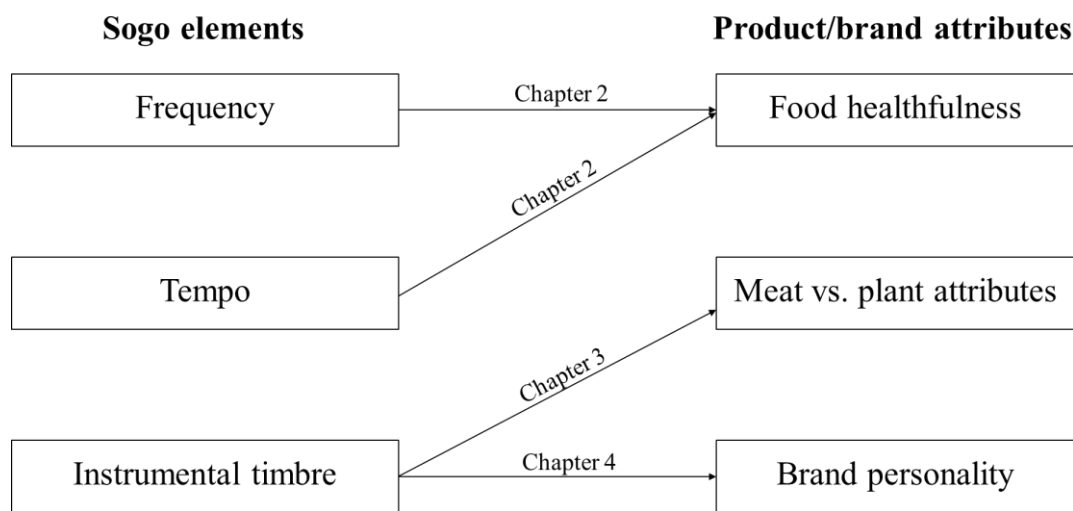 Sogo elements
Product/brand attributes
Frequency
Chapter 2
Food healthfulness
Chapter 2
Tempo
Meat vs. plant attributes
Chapter 3
Instrumental timbre
Chapter 4
Brand personality